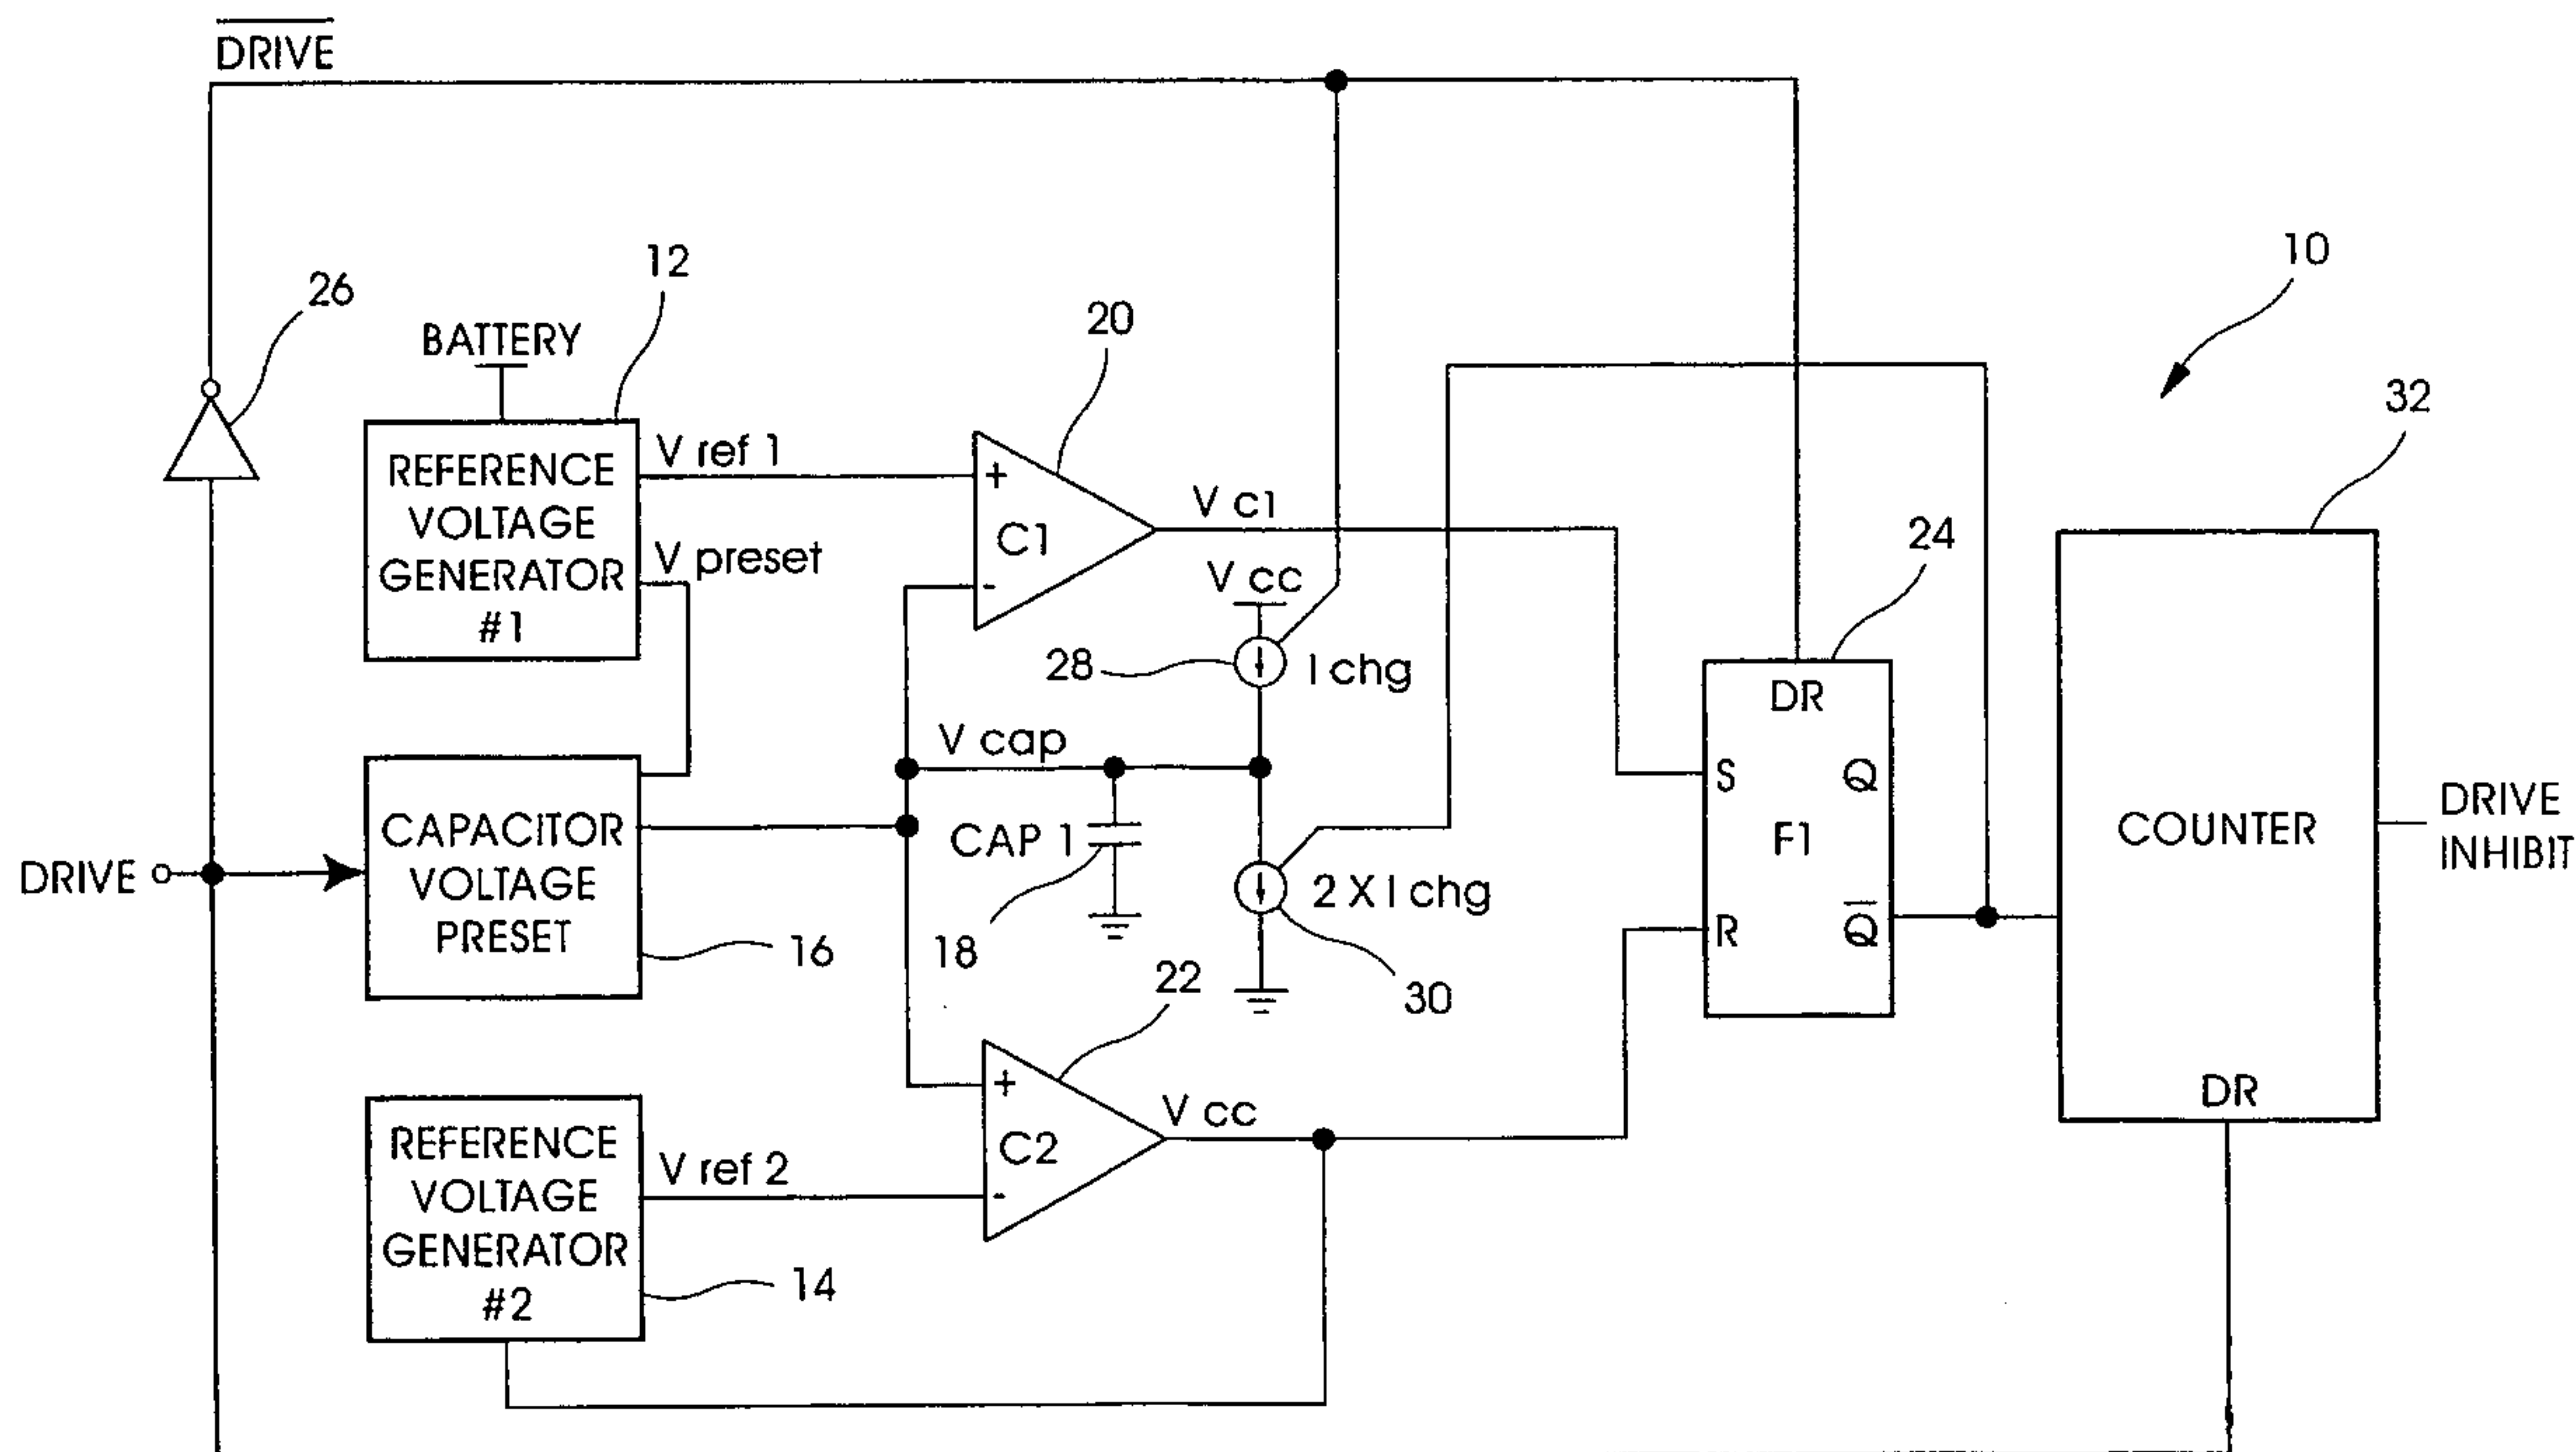 D̅R̅I̅V̅E̅
26
BATTERY
12
REFERENCE
VOLTAGE
GENERATOR
#1
V ref 1
V preset
20
+
C1
-
V c1
V cc
28
I chg
10
32
24
DR
S
Q
F1
R
Q̅
COUNTER
DR
DRIVE
INHIBIT
DRIVE
CAPACITOR
VOLTAGE
PRESET
16
V cap
CAP 1
18
2 X I chg
30
22
+
C2
-
V cc
REFERENCE
VOLTAGE
GENERATOR
#2
V ref 2
14